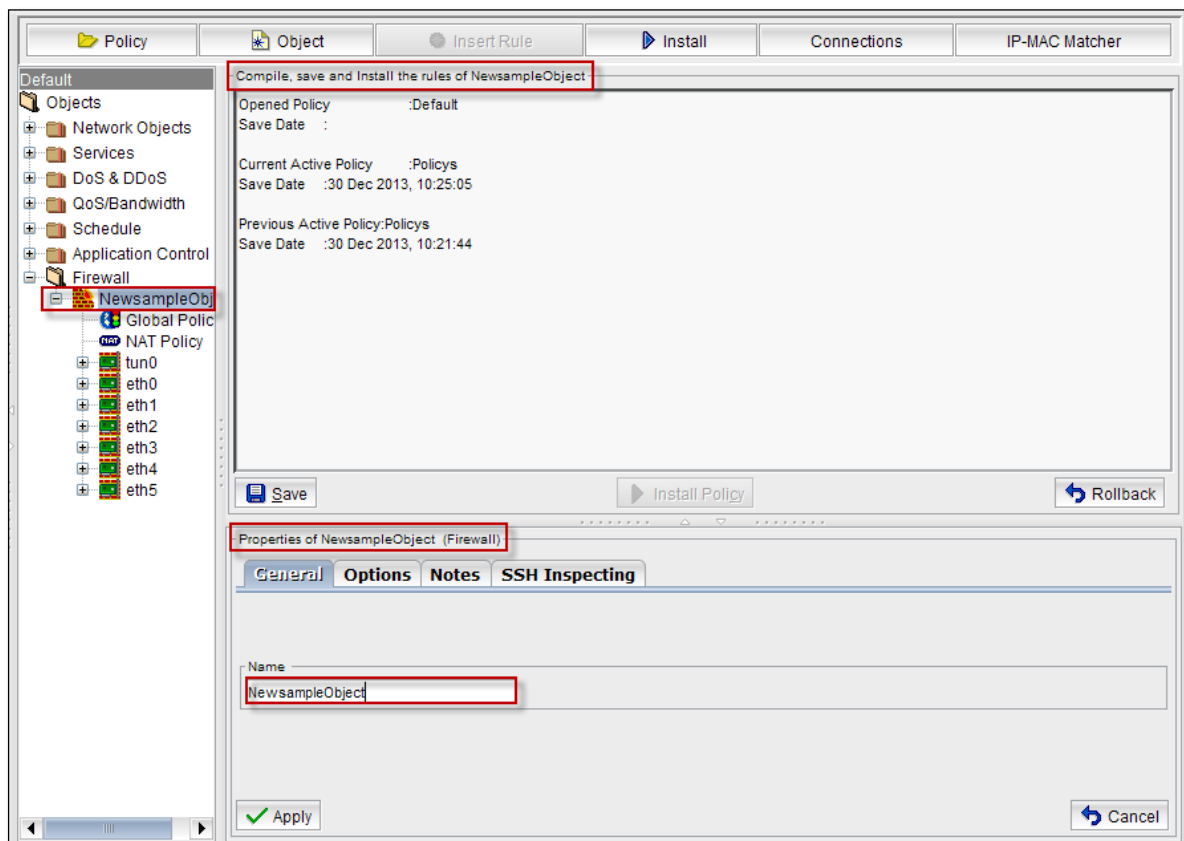 Policy
Object
Insert Rule
Install
Connections
IP-MAC Matcher
Default
Objects
Network Objects
Services
DoS & DDoS
QoS/Bandwidth
Schedule
Application Control
Firewall
NewsampleObj
Global Polic
NAT Policy
tun0
eth0
eth1
eth2
eth3
eth4
eth5
Compile, save and Install the rules of NewsampleObject
Opened Policy :Default
Save Date :
Current Active Policy :Policys
Save Date :30 Dec 2013, 10:25:05
Previous Active Policy:Policys
Save Date :30 Dec 2013, 10:21:44
Save
Install Policy
Rollback
Properties of NewsampleObject (Firewall)
General Options Notes SSH Inspecting
Name
NewsampleObject
Apply
Cancel